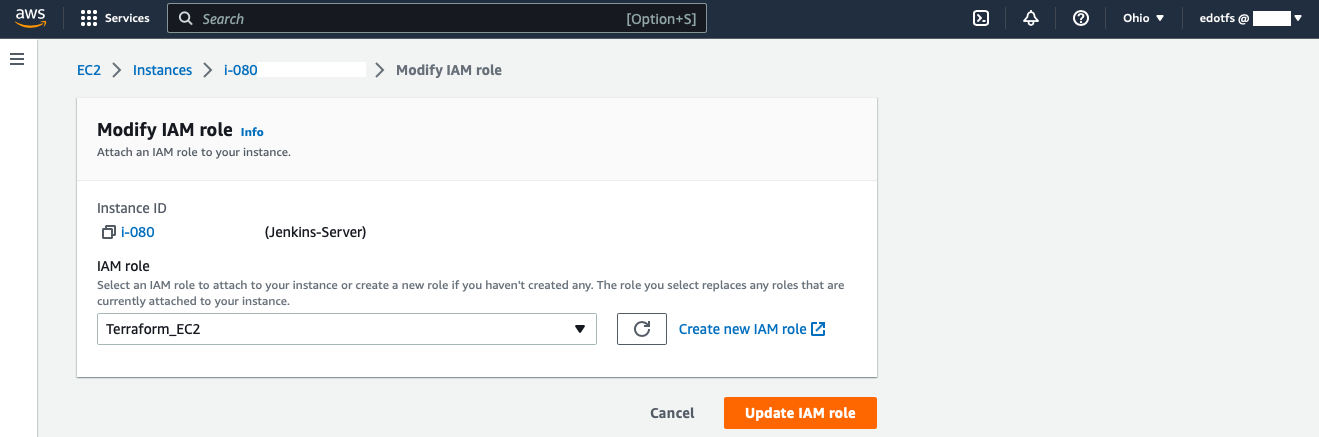 aws
Services
Search [Option+S]
Ohio
edotfs @
EC2 > Instances > i-080 > Modify IAM role
Modify IAM role Info
Attach an IAM role to your instance.
Instance ID
i-080 (Jenkins-Server)
IAM role
Select an IAM role to attach to your instance or create a new role if you haven't created any. The role you select replaces any roles that are
currently attached to your instance.
Terraform_EC2
Create new IAM role
Cancel
Update IAM role